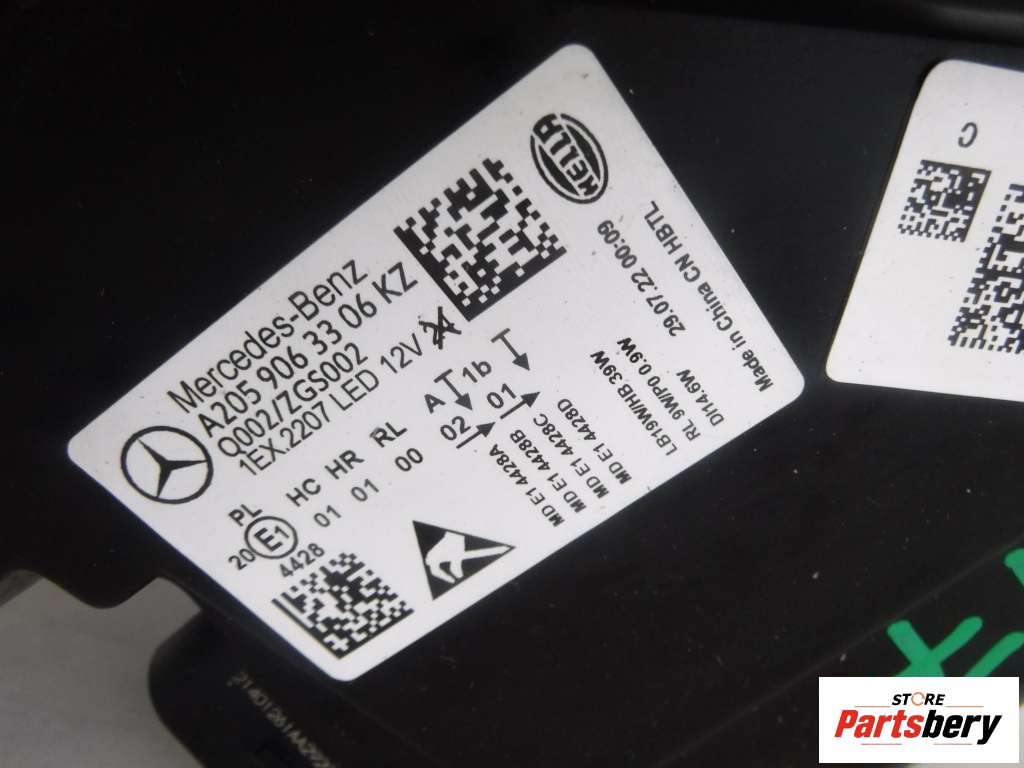 HELLA
Mercedes-Benz
A205 906 33 06 KZ
Q002/ZGS002
1EX.2207 LED 12V
PL HC HR RL A 1b
20 E1 01 01 00 02 01
4428
MD E1 4428A
MD E1 4428B
MD E1 4428C
MD E1 4428D
LB19W/HB 39W
RL 9W/P0 0.9W
DI14.6W
29.07.22 00:09
Made in China CN HBTL
C
STORE
Partsbery